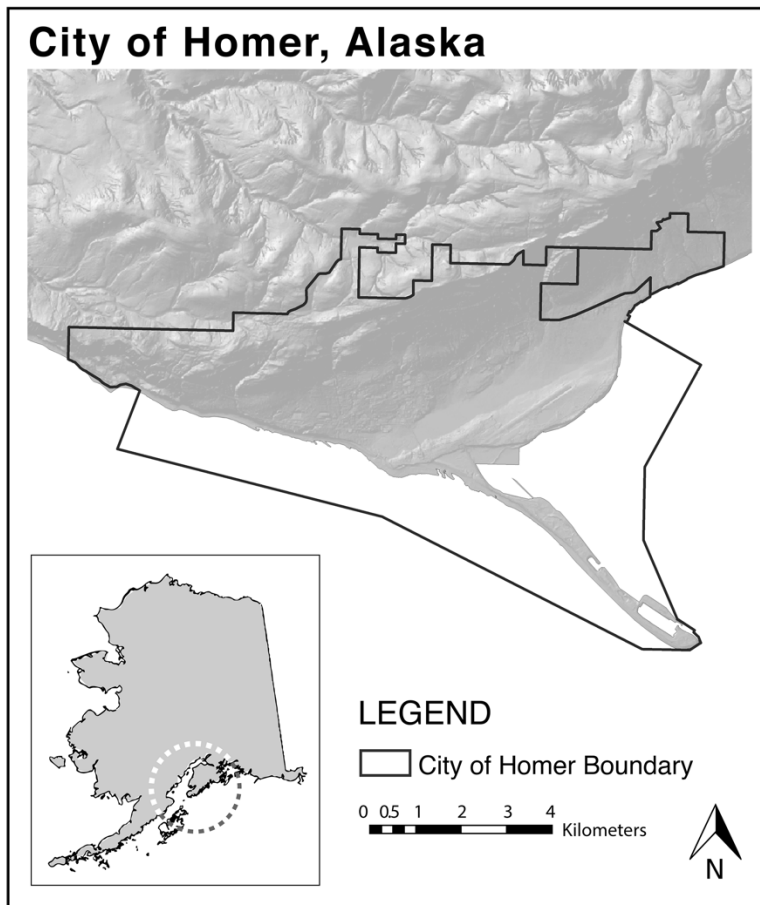 City of Homer, Alaska
LEGEND
City of Homer Boundary
0 0.5 1 2 3 4
Kilometers
N